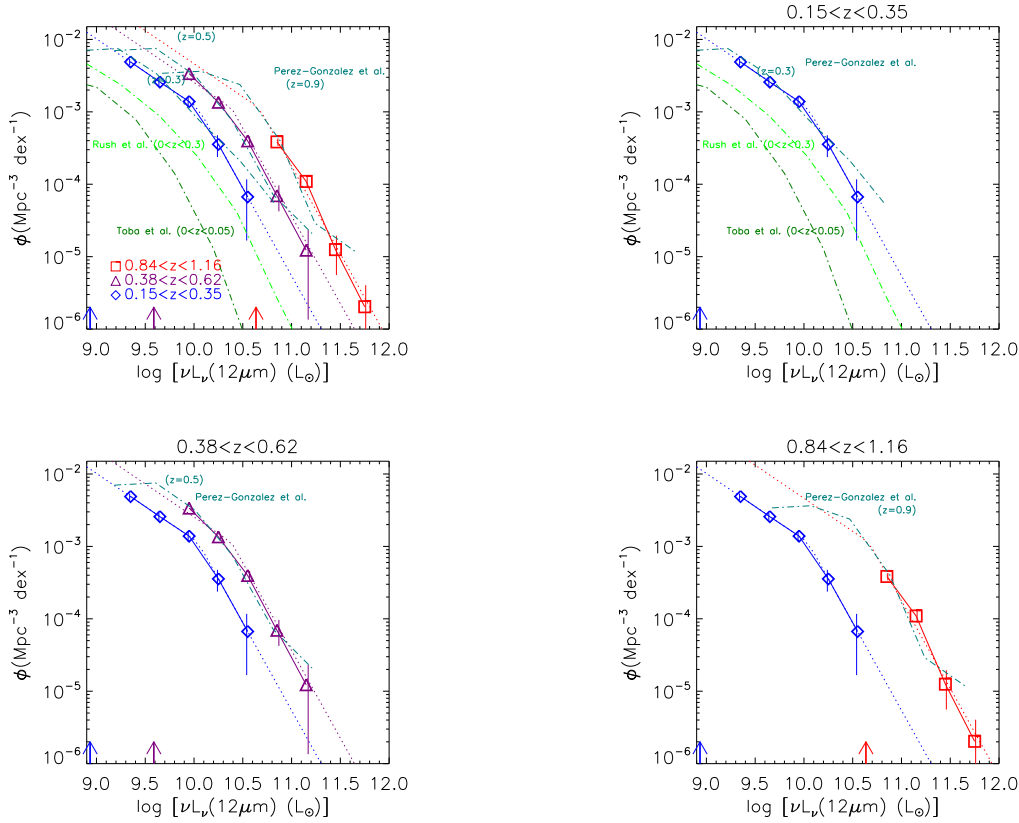 (z=0.5)
Perez-Gonzalez et al.
(z=0.3)
(z=0.9)
Rush et al. (0<z<0.3)
Toba et al. (0<z<0.05)
0.84<z<1.16
0.38<z<0.62
0.15<z<0.35
10⁻²
10⁻³
10⁻⁴
10⁻⁵
10⁻⁶
ϕ(Mpc⁻³ dex⁻¹)
9.0 9.5 10.0 10.5 11.0 11.5 12.0
log [νL_ν(12μm) (L_⊙)]
0.15<z<0.35
Perez-Gonzalez et al.
(z=0.3)
Rush et al. (0<z<0.3)
Toba et al. (0<z<0.05)
10⁻²
10⁻³
10⁻⁴
10⁻⁵
10⁻⁶
ϕ(Mpc⁻³ dex⁻¹)
9.0 9.5 10.0 10.5 11.0 11.5 12.0
log [νL_ν(12μm) (L_⊙)]
0.38<z<0.62
(z=0.5)
Perez-Gonzalez et al.
10⁻²
10⁻³
10⁻⁴
10⁻⁵
10⁻⁶
ϕ(Mpc⁻³ dex⁻¹)
9.0 9.5 10.0 10.5 11.0 11.5 12.0
log [νL_ν(12μm) (L_⊙)]
0.84<z<1.16
Perez-Gonzalez et al.
(z=0.9)
10⁻²
10⁻³
10⁻⁴
10⁻⁵
10⁻⁶
ϕ(Mpc⁻³ dex⁻¹)
9.0 9.5 10.0 10.5 11.0 11.5 12.0
log [νL_ν(12μm) (L_⊙)]